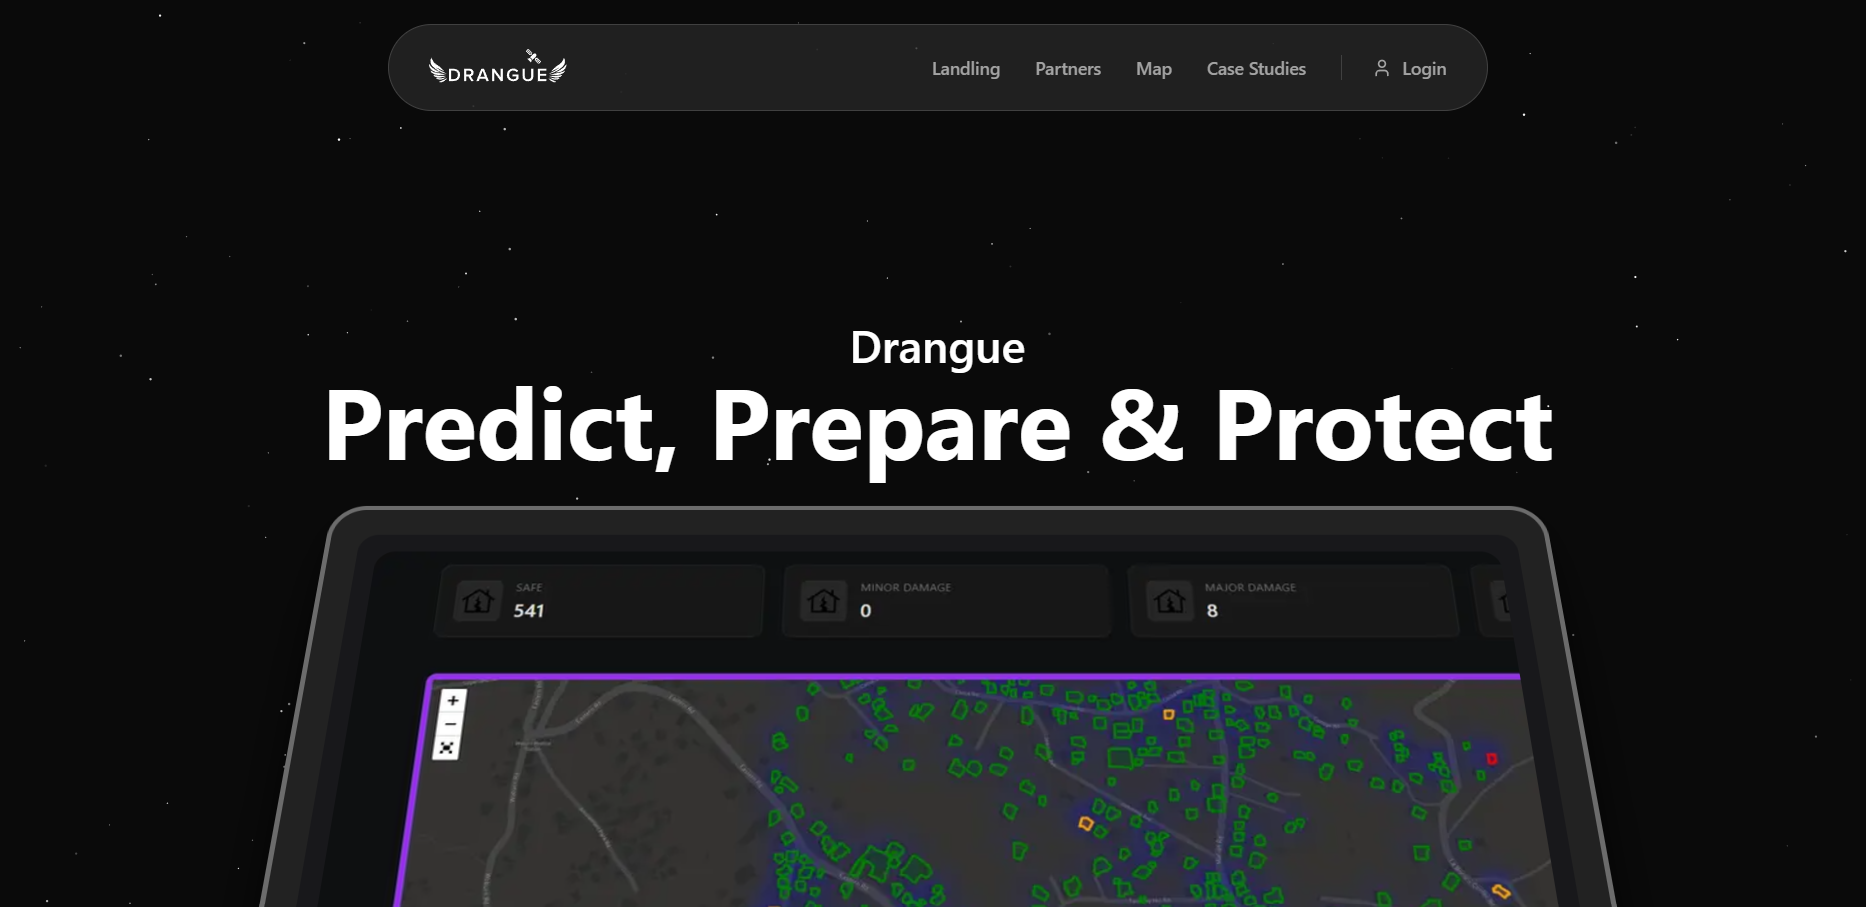 DRANGUE
Landling
Partners
Map
Case Studies
Login
Drangue
Predict, Prepare & Protect
SAFE
541
MINOR DAMAGE
0
MAJOR DAMAGE
8
+
−